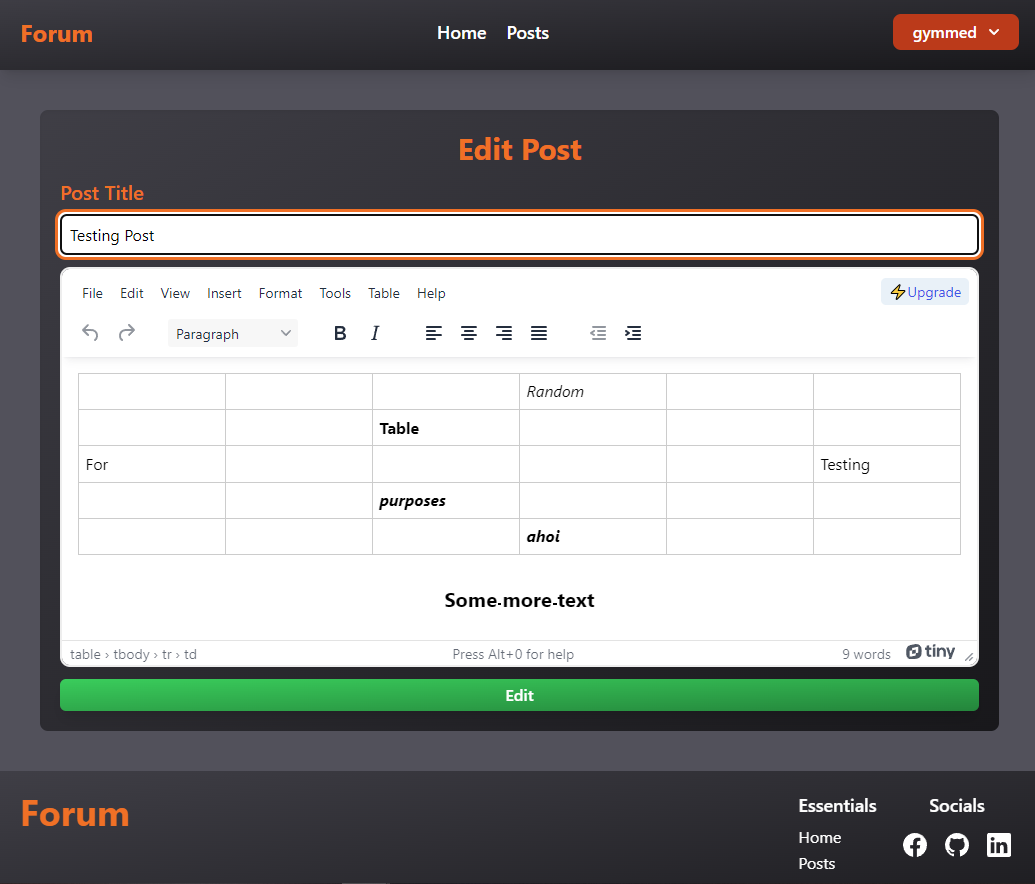 Forum Home Posts gymmed
Edit Post
Post Title
Testing Post
File Edit View Insert Format Tools Table Help ⚡Upgrade
Paragraph B I
Random
Table
For Testing
purposes
ahoi
Some more text
table › tbody › tr › td Press Alt+0 for help 9 words tiny
Edit
Forum Essentials Socials
Home
Posts